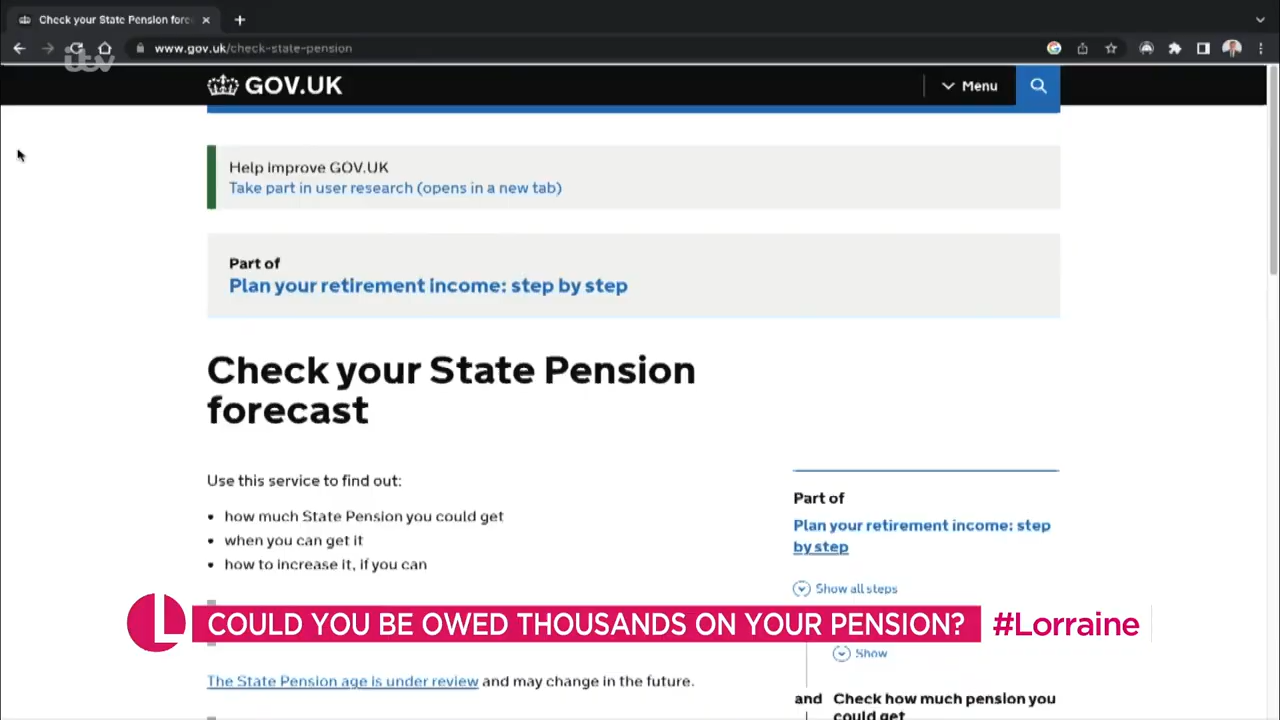 Check your State Pension fore
www.gov.uk/check-state-pension
itv
GOV.UK
Menu
Help improve GOV.UK
Take part in user research (opens in a new tab)
Part of
Plan your retirement income: step by step
Check your State Pension
forecast
Use this service to find out:
• how much State Pension you could get
• when you can get it
• how to increase it, if you can
Part of
Plan your retirement income: step
by step
Show all steps
L COULD YOU BE OWED THOUSANDS ON YOUR PENSION? #Lorraine
Show
The State Pension age is under review and may change in the future.
and Check how much pension you
could get